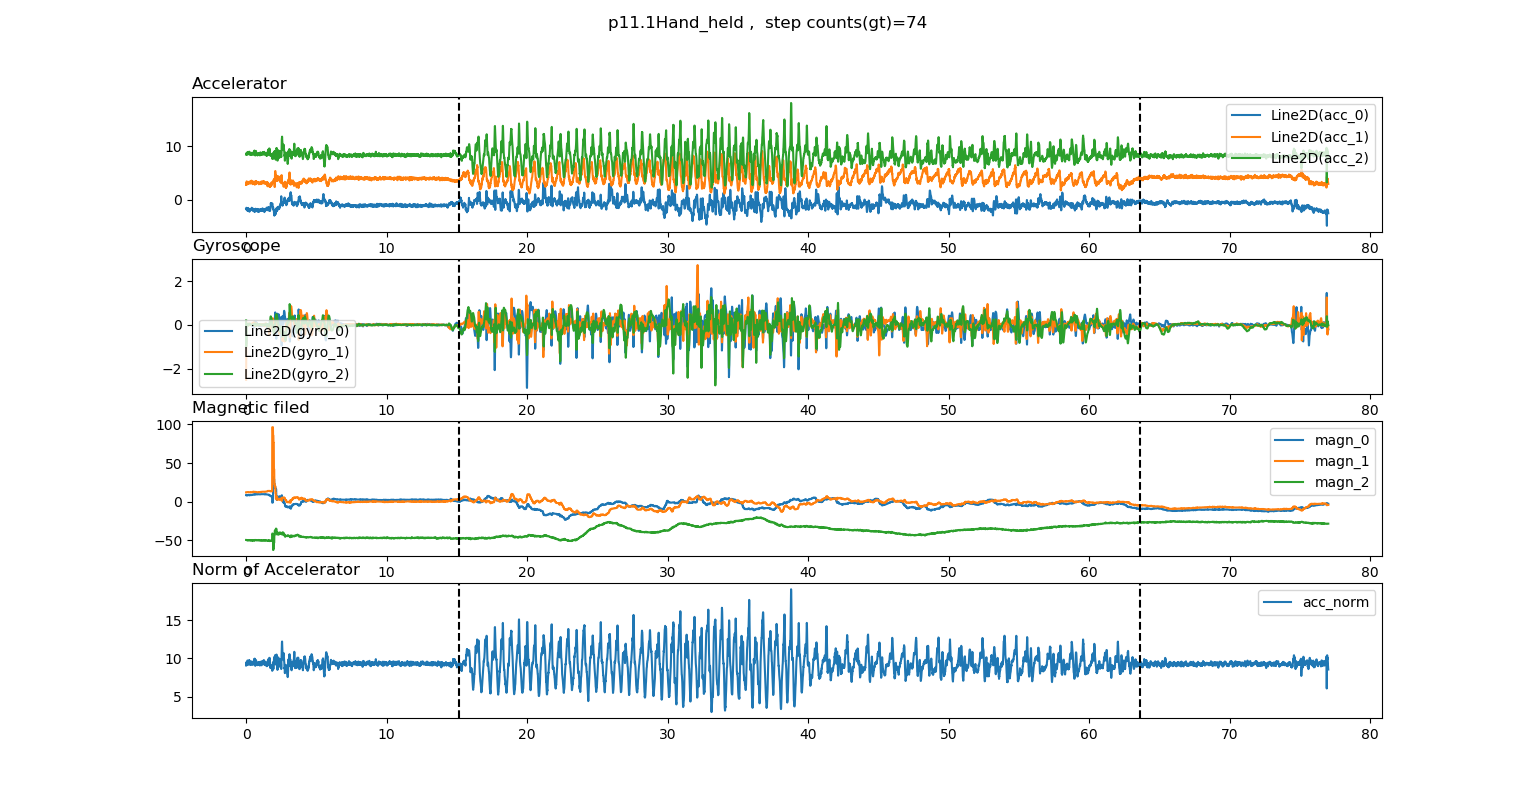 p11.1Hand_held ,  step counts(gt)=74
Accelerator
10
0
Line2D(acc_0)
Line2D(acc_1)
Line2D(acc_2)
0 10 20 30 40 50 60 70 80
Gyroscope
2
0
−2
Line2D(gyro_0)
Line2D(gyro_1)
Line2D(gyro_2)
0 10 20 30 40 50 60 70 80
Magnetic filed
100
50
0
−50
magn_0
magn_1
magn_2
0 10 20 30 40 50 60 70 80
Norm of Accelerator
15
10
5
acc_norm
0 10 20 30 40 50 60 70 80